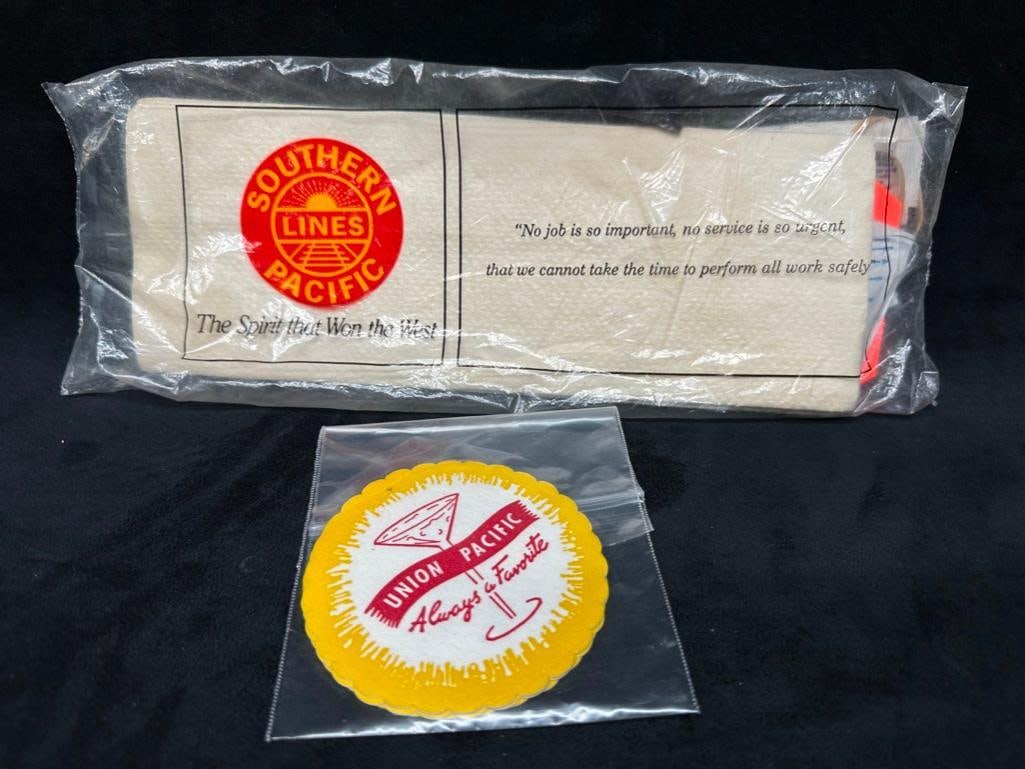 SOUTHERN
LINES
PACIFIC
The Spirit that Won the West
"No job is so important, no service is so urgent,
that we cannot take the time to perform all work safely"
UNION PACIFIC
Always a Favorite